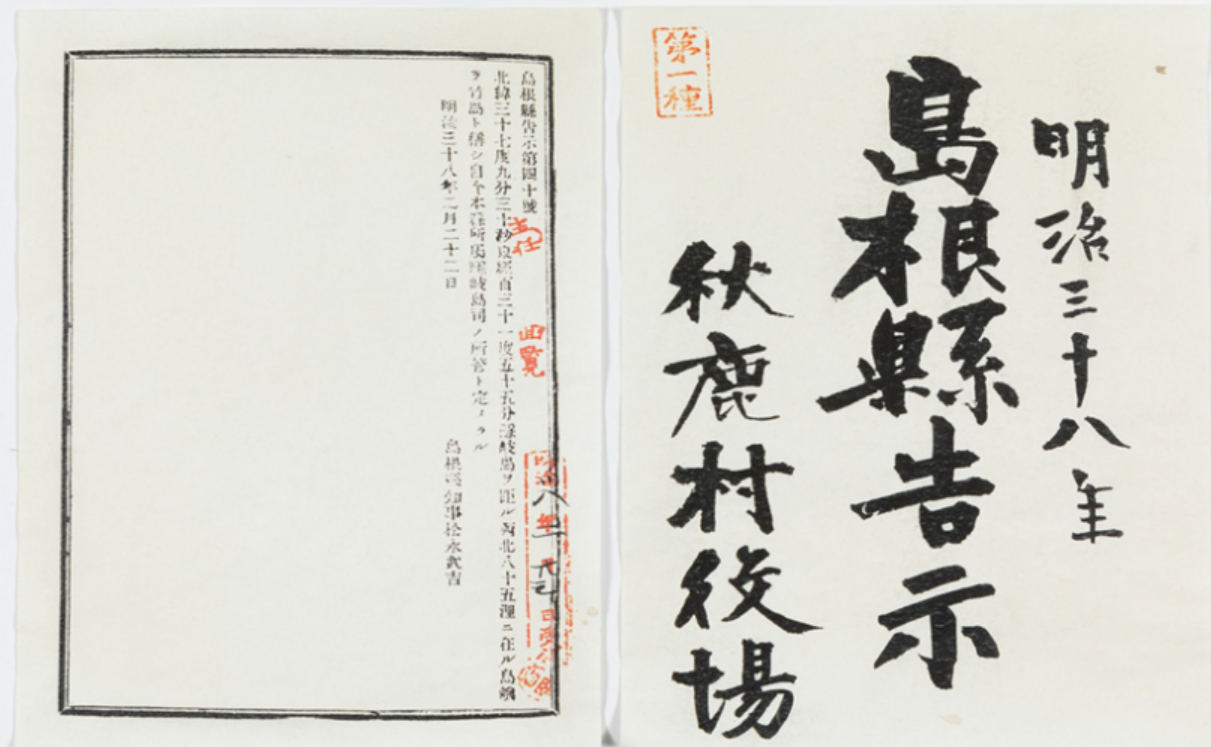 第一種
明治三十八年
島根縣告示
秋鹿村役場
島根縣告示第四十號
北緯三十七度九分三十秒東經百三十一度五十五分隱岐島ヲ距ル西北八十五浬ニ在ル島嶼
ヲ竹島ト稱シ自今本縣所屬隱岐島司ノ所管ト定メラル
明治三十八年二月二十二日
島根縣知事松永武吉
主任
回覧